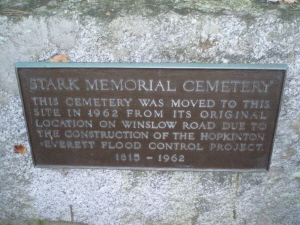 STARK MEMORIAL CEMETERY
THIS CEMETERY WAS MOVED TO THIS
SITE IN 1962 FROM ITS ORIGINAL
LOCATION ON WINSLOW ROAD DUE TO
THE CONSTRUCTION OF THE HOPKINTON
-EVERETT FLOOD CONTROL PROJECT.
1815 - 1962